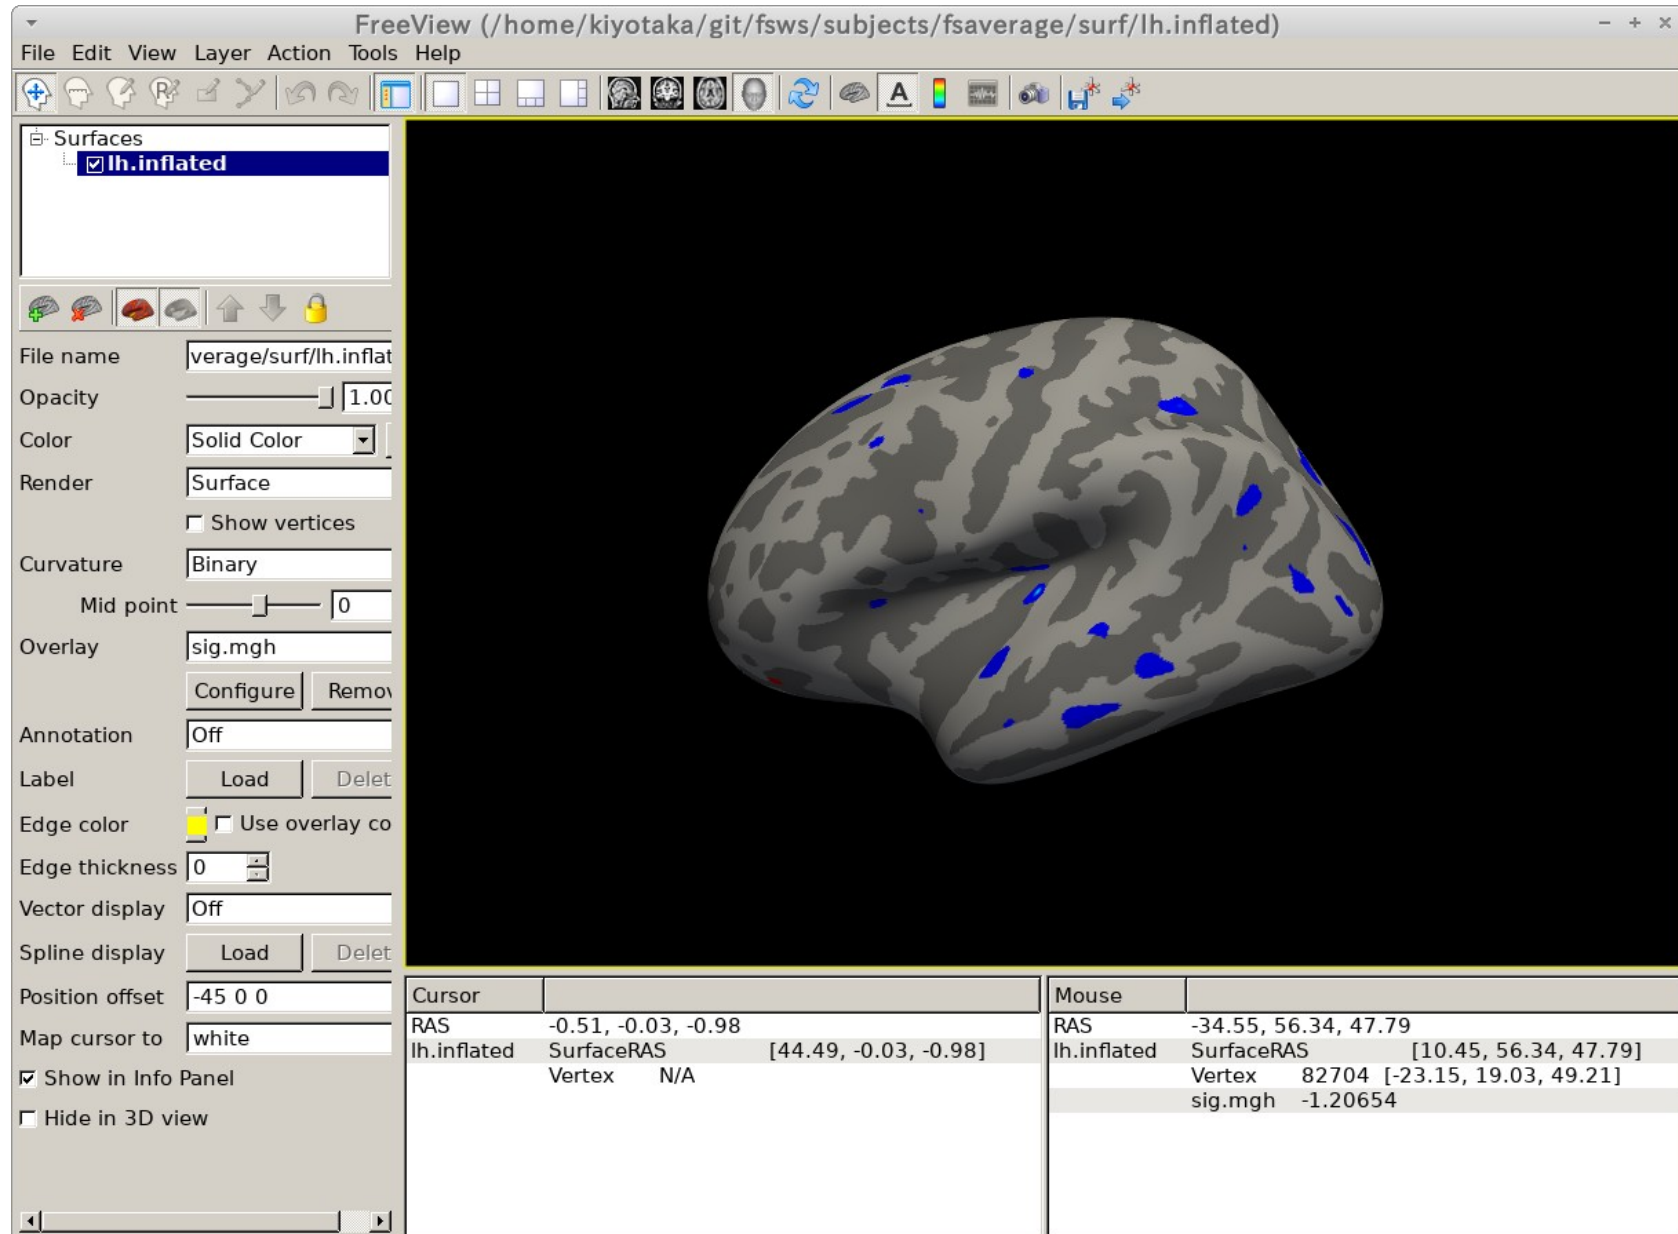 FreeView (/home/kiyotaka/git/fsws/subjects/fsaverage/surf/lh.inflated)
File Edit View Layer Action Tools Help
A
Surfaces
lh.inflated
File name verage/surf/lh.inflat
Opacity 1.00
Color Solid Color
Render Surface
Show vertices
Curvature Binary
Mid point 0
Overlay sig.mgh
Configure Remov
Annotation Off
Label Load Delet
Edge color Use overlay co
Edge thickness 0
Vector display Off
Spline display Load Delet
Position offset -45 0 0
Map cursor to white
Show in Info Panel
Hide in 3D view
Cursor
RAS -0.51, -0.03, -0.98
lh.inflated SurfaceRAS [44.49, -0.03, -0.98]
Vertex N/A
Mouse
RAS -34.55, 56.34, 47.79
lh.inflated SurfaceRAS [10.45, 56.34, 47.79]
Vertex 82704 [-23.15, 19.03, 49.21]
sig.mgh -1.20654